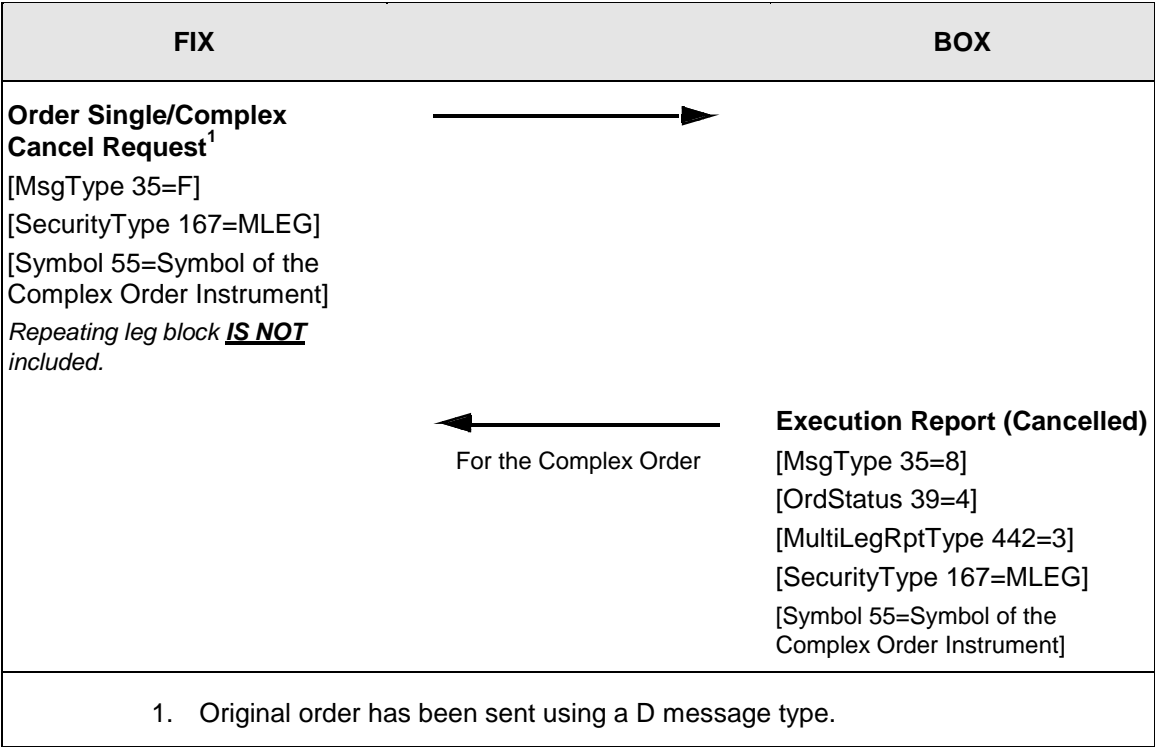 FIX
BOX
Order Single/Complex
Cancel Request1
[MsgType 35=F]
[SecurityType 167=MLEG]
[Symbol 55=Symbol of the
Complex Order Instrument]
Repeating leg block IS NOT
included.
For the Complex Order
Execution Report (Cancelled)
[MsgType 35=8]
[OrdStatus 39=4]
[MultiLegRptType 442=3]
[SecurityType 167=MLEG]
[Symbol 55=Symbol of the
Complex Order Instrument]
1. Original order has been sent using a D message type.